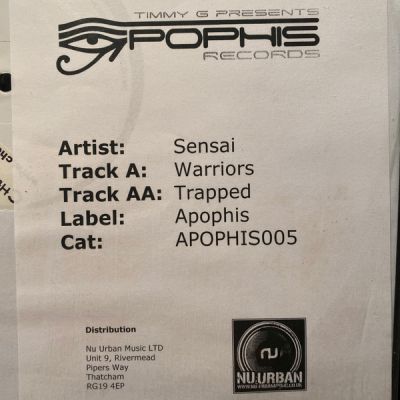 TIMMY G PRESENTS
APOPHIS
RECORDS
Artist: Sensai
Track A: Warriors
Track AA: Trapped
Label: Apophis
Cat: APOPHIS005
Distribution
Nu Urban Music LTD
Unit 9, Rivermead
Pipers Way
Thatcham
RG19 4EP
NU URBAN